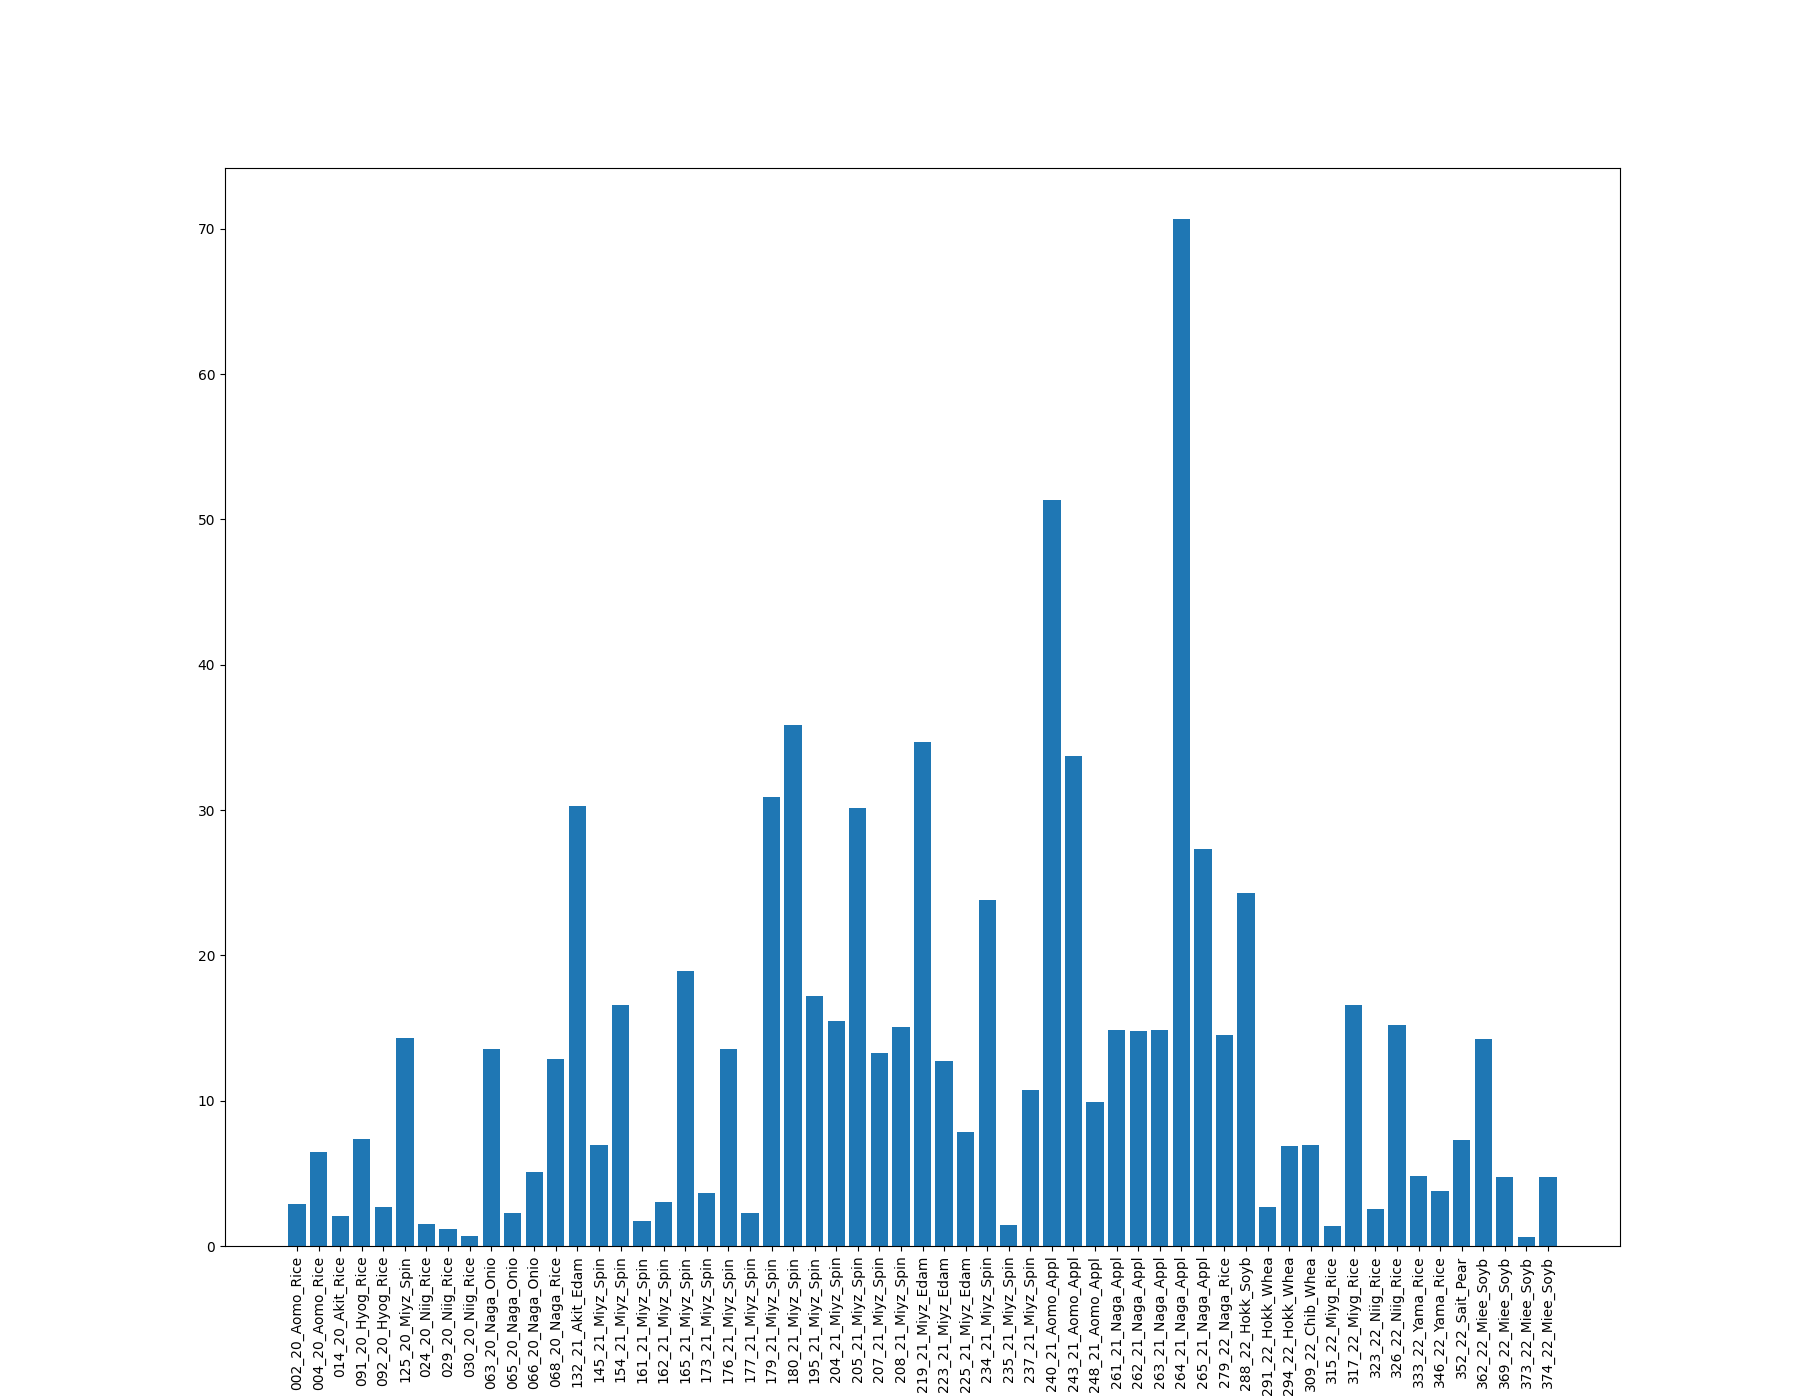 70
60
50
40
30
20
10
0
002_20_Aomo_Rice
004_20_Aomo_Rice
014_20_Akit_Rice
091_20_Hyog_Rice
092_20_Hyog_Rice
125_20_Miyz_Spin
024_20_Niig_Rice
029_20_Niig_Rice
030_20_Niig_Rice
063_20_Naga_Onio
065_20_Naga_Onio
066_20_Naga_Onio
068_20_Naga_Rice
132_21_Akit_Edam
145_21_Miyz_Spin
154_21_Miyz_Spin
161_21_Miyz_Spin
162_21_Miyz_Spin
165_21_Miyz_Spin
173_21_Miyz_Spin
176_21_Miyz_Spin
177_21_Miyz_Spin
179_21_Miyz_Spin
180_21_Miyz_Spin
195_21_Miyz_Spin
204_21_Miyz_Spin
205_21_Miyz_Spin
207_21_Miyz_Spin
208_21_Miyz_Spin
219_21_Miyz_Edam
223_21_Miyz_Edam
225_21_Miyz_Edam
234_21_Miyz_Spin
235_21_Miyz_Spin
237_21_Miyz_Spin
240_21_Aomo_Appl
243_21_Aomo_Appl
248_21_Aomo_Appl
261_21_Naga_Appl
262_21_Naga_Appl
263_21_Naga_Appl
264_21_Naga_Appl
265_21_Naga_Appl
279_22_Naga_Rice
288_22_Hokk_Soyb
291_22_Hokk_Whea
294_22_Hokk_Whea
309_22_Chib_Whea
315_22_Miyg_Rice
317_22_Miyg_Rice
323_22_Niig_Rice
326_22_Niig_Rice
333_22_Yama_Rice
346_22_Yama_Rice
352_22_Sait_Pear
362_22_Miee_Soyb
369_22_Miee_Soyb
373_22_Miee_Soyb
374_22_Miee_Soyb